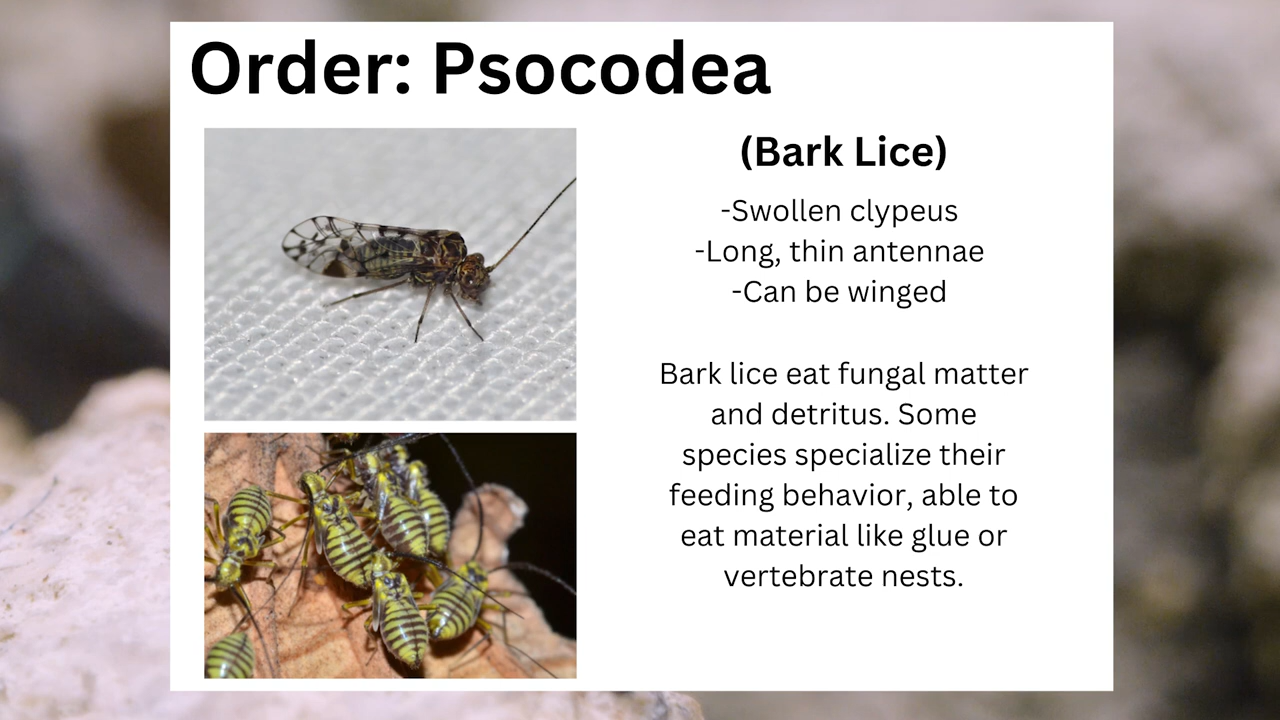 Order: Psocodea
(Bark Lice)
-Swollen clypeus
-Long, thin antennae
-Can be winged
Bark lice eat fungal matter
and detritus. Some
species specialize their
feeding behavior, able to
eat material like glue or
vertebrate nests.